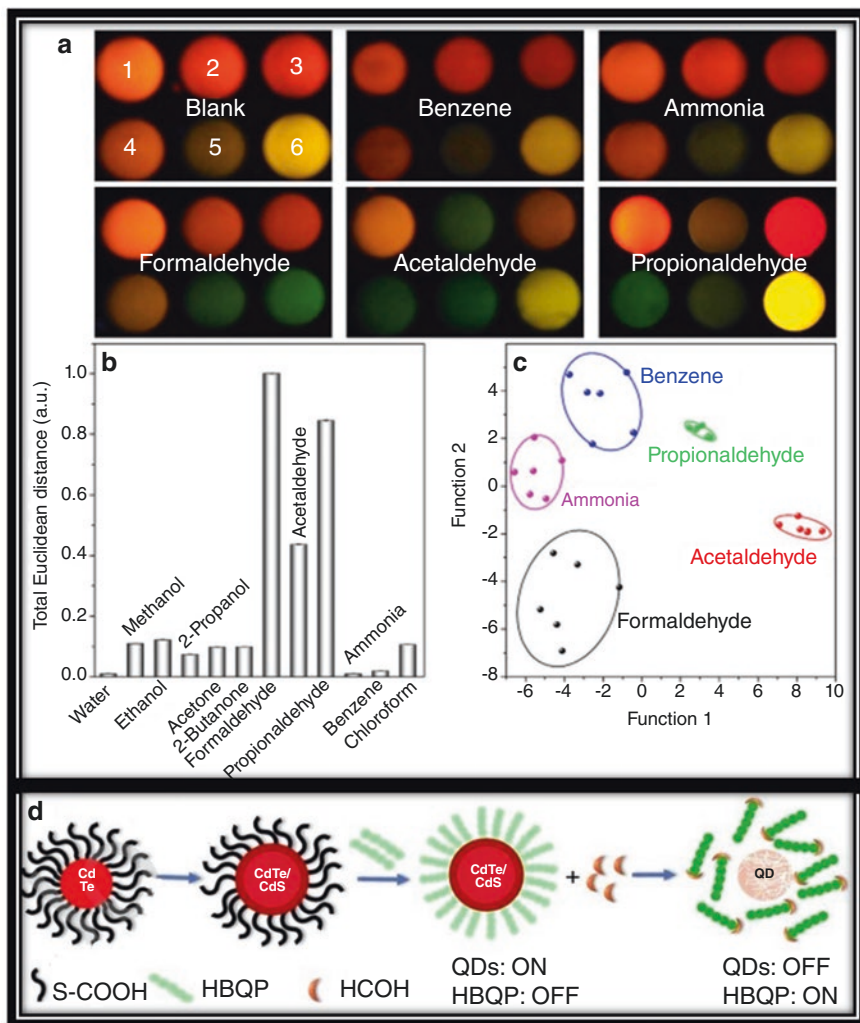 a
1 2 3
Blank
4 5 6
Benzene
Ammonia
Formaldehyde
Acetaldehyde
Propionaldehyde
b
Total Euclidean distance (a.u.)
1.0
0.8
0.6
0.4
0.2
0.0
Water
Methanol
Ethanol
2-Propanol
Acetone
2-Butanone
Formaldehyde
Acetaldehyde
Propionaldehyde
Ammonia
Benzene
Chloroform
c
Function 2
4
2
0
-2
-4
-6
-8
Benzene
Propionaldehyde
Ammonia
Acetaldehyde
Formaldehyde
-6 -4 -2 0 2 4 6 8 10
Function 1
d
Cd
Te
CdTe/
CdS
CdTe/
CdS
+
QD
S-COOH
HBQP
HCOH
QDs: ON
HBQP: OFF
QDs: OFF
HBQP: ON